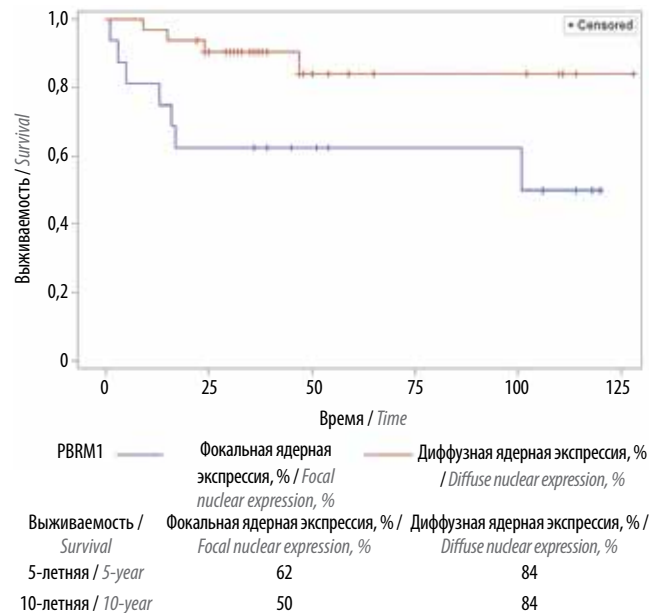 1,0
0,8
0,6
0,4
0,2
0
Выживаемость / Survival
+ Censored
0 25 50 75 100 125
Время / Time
PBRM1
Фокальная ядерная
экспрессия, % / Focal
nuclear expression, %
Диффузная ядерная экспрессия, %
/ Diffuse nuclear expression, %
Выживаемость / Фокальная ядерная экспрессия, % / Диффузная ядерная экспрессия, % /
Survival Focal nuclear expression, % Diffuse nuclear expression, %
5-летняя / 5-year 62 84
10-летняя / 10-year 50 84